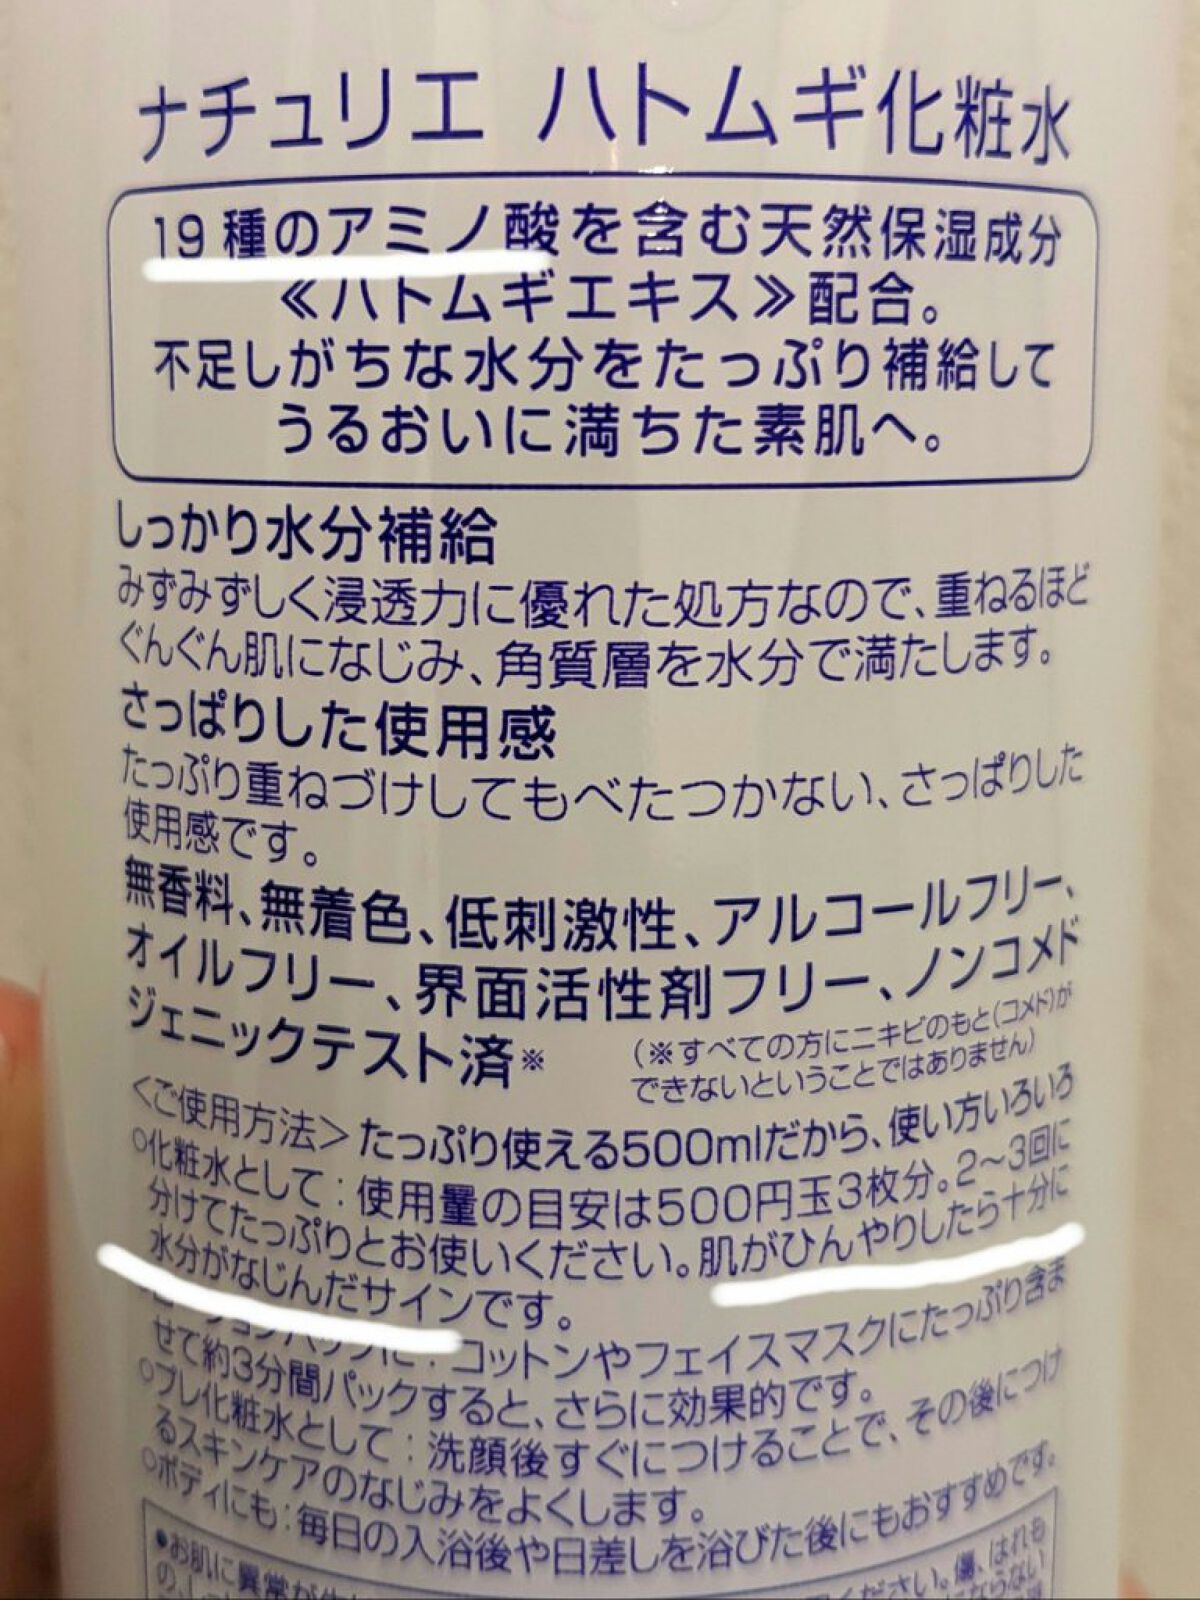 ナチュリエ ハトムギ化粧水
19種のアミノ酸を含む天然保湿成分
≪ハトムギエキス≫配合。
不足しがちな水分をたっぷり補給して
うるおいに満ちた素肌へ。
しっかり水分補給
みずみずしく浸透力に優れた処方なので、重ねるほど
ぐんぐん肌になじみ、角質層を水分で満たします。
さっぱりした使用感
たっぷり重ねづけしてもべたつかない、さっぱりした
使用感です。
無香料、無着色、低刺激性、アルコールフリー、
オイルフリー、界面活性剤フリー、ノンコメド
ジェニックテスト済※
(※すべての方にニキビのもと(コメド)が
できないということではありません)
<ご使用方法>たっぷり使える500mlだから、使い方いろいろ
○化粧水として:使用量の目安は500円玉3枚分。2〜3回に
分けてたっぷりとお使いください。肌がひんやりしたら十分に
水分がなじんだサインです。
コットンやフェイスマスクにたっぷり含ま
せて約3分間パックすると、さらに効果的です。
○プレ化粧水として:洗顔後すぐにつけることで、その後につけ
るスキンケアのなじみをよくします。
○ボディにも:毎日の入浴後や日差しを浴びた後にもおすすめです。
●お肌に異常が
ください。傷、はれも